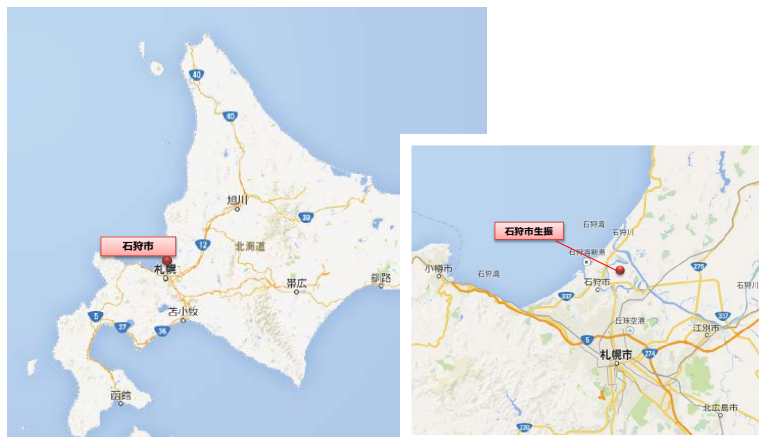 40
40
旭川
39
石狩市
12
北海道
札幌
帯広
釧路
5
37
36
苫小牧
函館
石狩市生振
石狩湾
石狩川
石狩湾新港
小樽市
石狩湾
石狩市
275
石狩川
337
丘珠空港
337
江別市
5
札幌市
274
北広島市
230